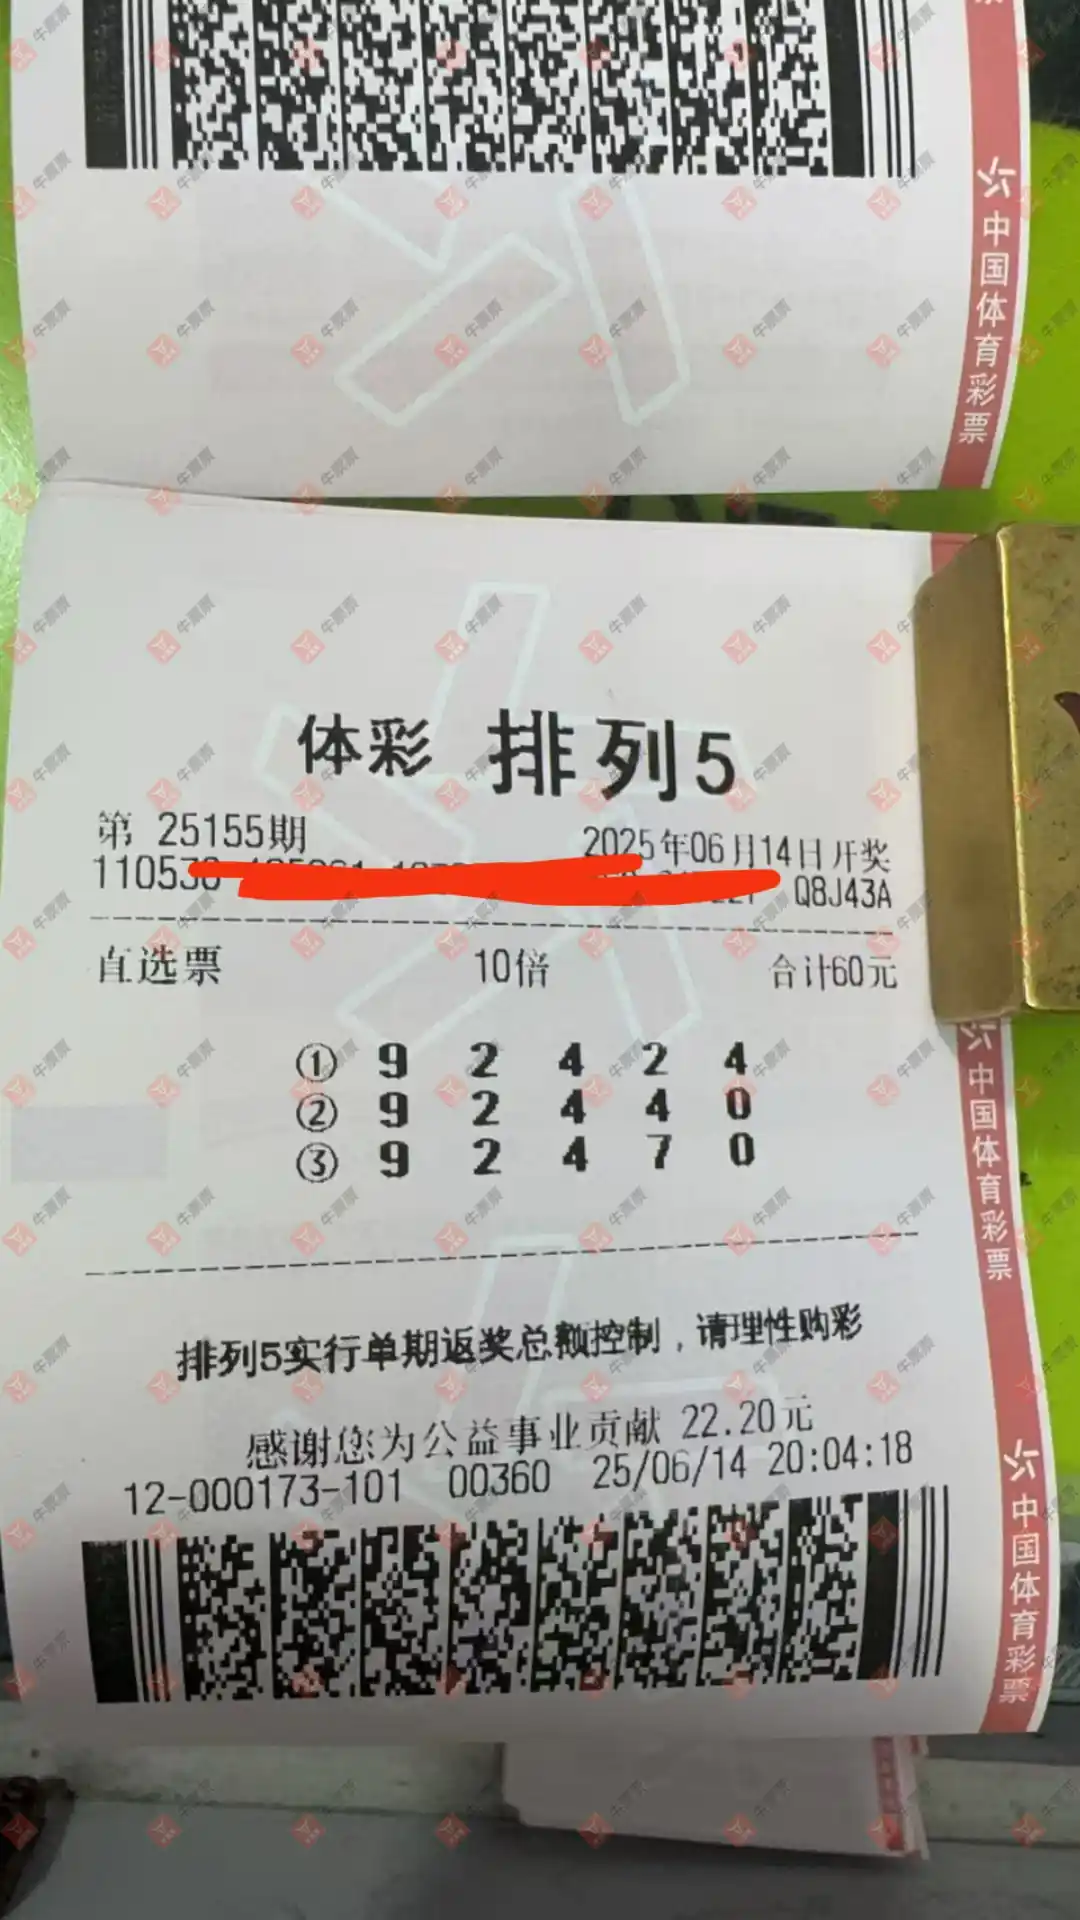 中国体育彩票
体彩 排列5
第 25155期 2025年06月14日开奖
110530 Q8J43A
直选票 10倍 合计60元
① 9 2 4 2 4
② 9 2 4 4 0
③ 9 2 4 7 0
排列5实行单期返奖总额控制，请理性购彩
感谢您为公益事业贡献 22.20元
12-000173-101 00360 25/06/14 20:04:18
中国体育彩票
中国体育彩票
牛票票